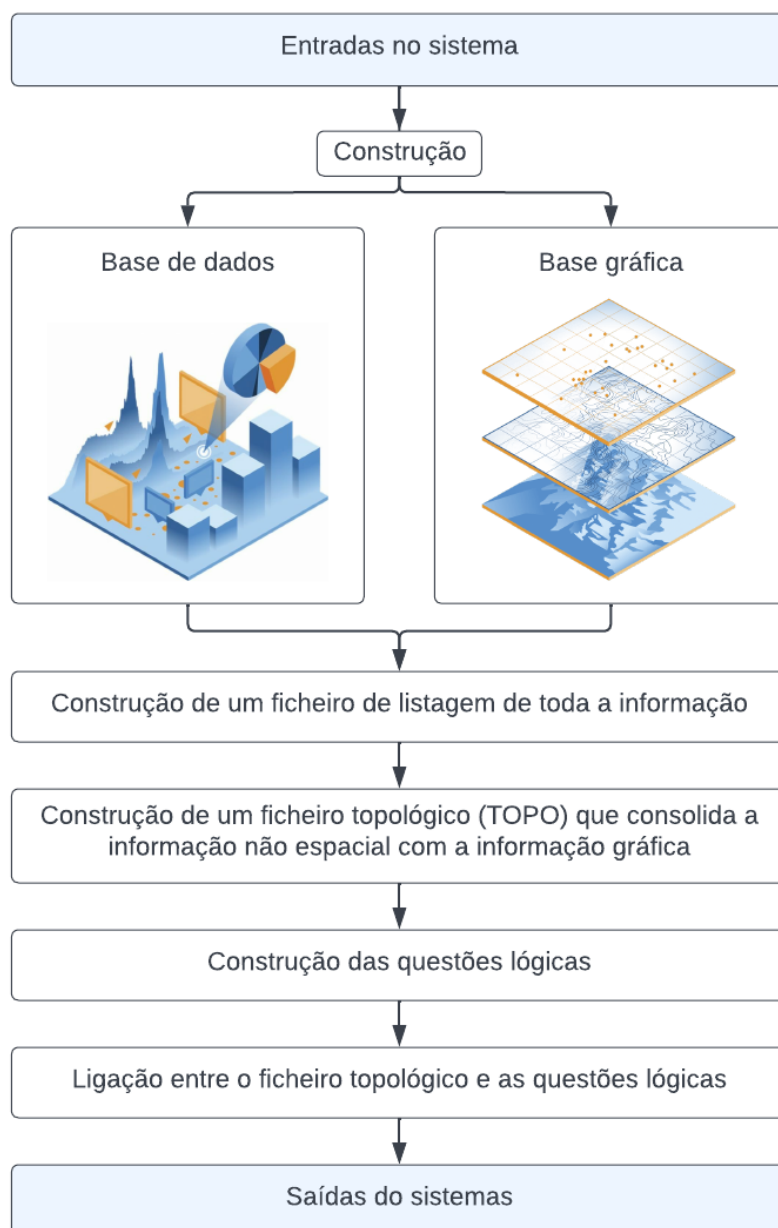 Entradas no sistema
Construção
Base de dados
Base gráfica
Construção de um ficheiro de listagem de toda a informação
Construção de um ficheiro topológico (TOPO) que consolida a
informação não espacial com a informação gráfica
Construção das questões lógicas
Ligação entre o ficheiro topológico e as questões lógicas
Saídas do sistemas